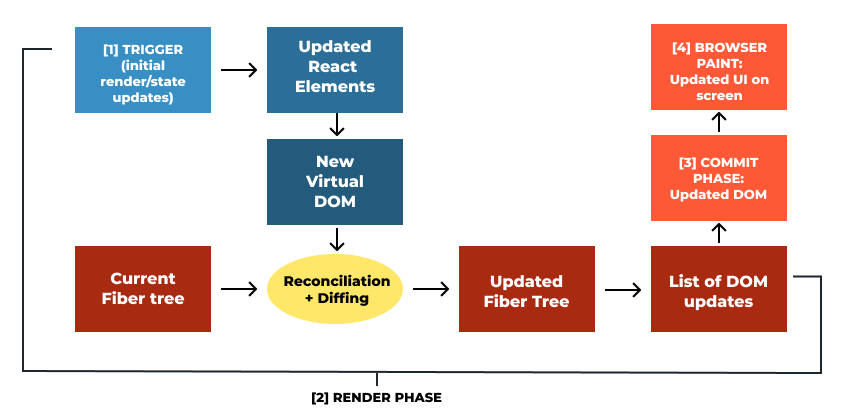 [1] TRIGGER
(initial
render/state
updates)
Updated
React
Elements
[4] BROWSER
PAINT:
Updated UI on
screen
New
Virtual
DOM
[3] COMMIT
PHASE:
Updated DOM
Current
Fiber tree
Reconciliation
+ Diffing
Updated
Fiber Tree
List of DOM
updates
[2] RENDER PHASE